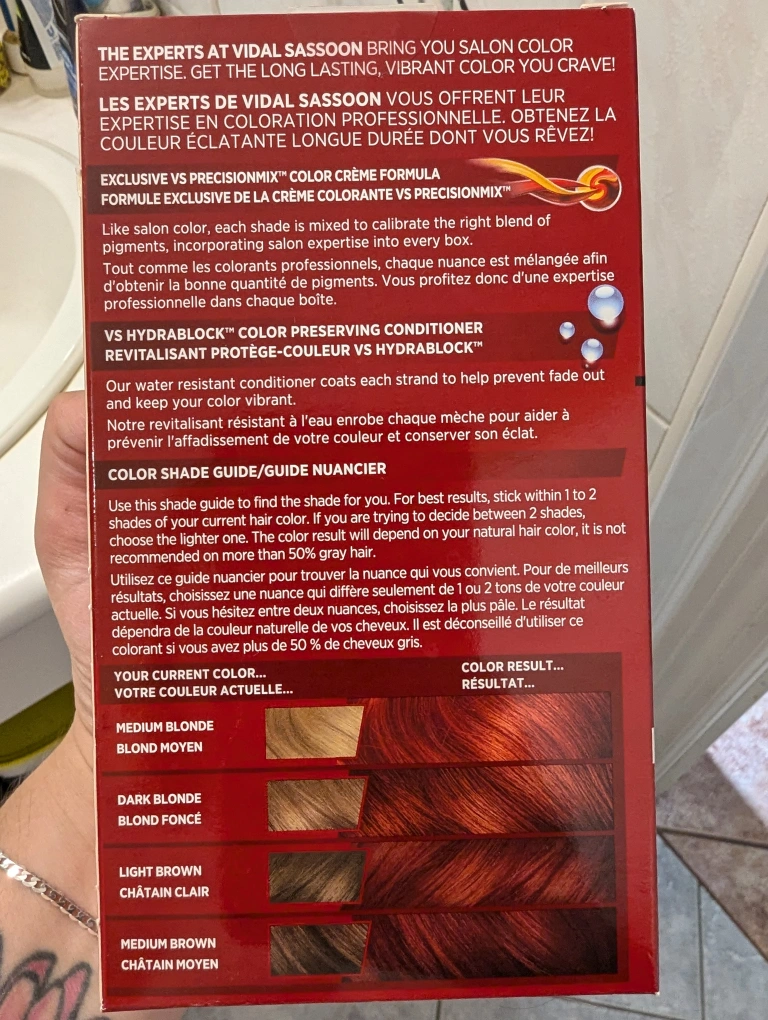 THE EXPERTS AT VIDAL SASSOON BRING YOU SALON COLOR
EXPERTISE. GET THE LONG LASTING, VIBRANT COLOR YOU CRAVE!
LES EXPERTS DE VIDAL SASSOON VOUS OFFRENT LEUR
EXPERTISE EN COLORATION PROFESSIONNELLE. OBTENEZ LA
COULEUR ÉCLATANTE LONGUE DURÉE DONT VOUS RÊVEZ!
EXCLUSIVE VS PRECISIONMIX™ COLOR CRÈME FORMULA
FORMULE EXCLUSIVE DE LA CRÈME COLORANTE VS PRECISIONMIX™
Like salon color, each shade is mixed to calibrate the right blend of
pigments, incorporating salon expertise into every box.
Tout comme les colorants professionnels, chaque nuance est mélangée afin
d'obtenir la bonne quantité de pigments. Vous profitez donc d'une expertise
professionnelle dans chaque boîte.
VS HYDRABLOCK™ COLOR PRESERVING CONDITIONER
REVITALISANT PROTÈGE-COULEUR VS HYDRABLOCK™
Our water resistant conditioner coats each strand to help prevent fade out
and keep your color vibrant.
Notre revitalisant résistant à l'eau enrobe chaque mèche pour aider à
prévenir l'affadissement de votre couleur et conserver son éclat.
COLOR SHADE GUIDE/GUIDE NUANCIER
Use this shade guide to find the shade for you. For best results, stick within 1 to 2
shades of your current hair color. If you are trying to decide between 2 shades,
choose the lighter one. The color result will depend on your natural hair color, it is not
recommended on more than 50% gray hair.
Utilisez ce guide nuancier pour trouver la nuance qui vous convient. Pour de meilleurs
résultats, choisissez une nuance qui diffère seulement de 1 ou 2 tons de votre couleur
actuelle. Si vous hésitez entre deux nuances, choisissez la plus pâle. Le résultat
dépendra de la couleur naturelle de vos cheveux. Il est déconseillé d'utiliser ce
colorant si vous avez plus de 50 % de cheveux gris.
YOUR CURRENT COLOR...
VOTRE COULEUR ACTUELLE...
COLOR RESULT...
RÉSULTAT...
MEDIUM BLONDE
BLOND MOYEN
DARK BLONDE
BLOND FONCÉ
LIGHT BROWN
CHÂTAIN CLAIR
MEDIUM BROWN
CHÂTAIN MOYEN